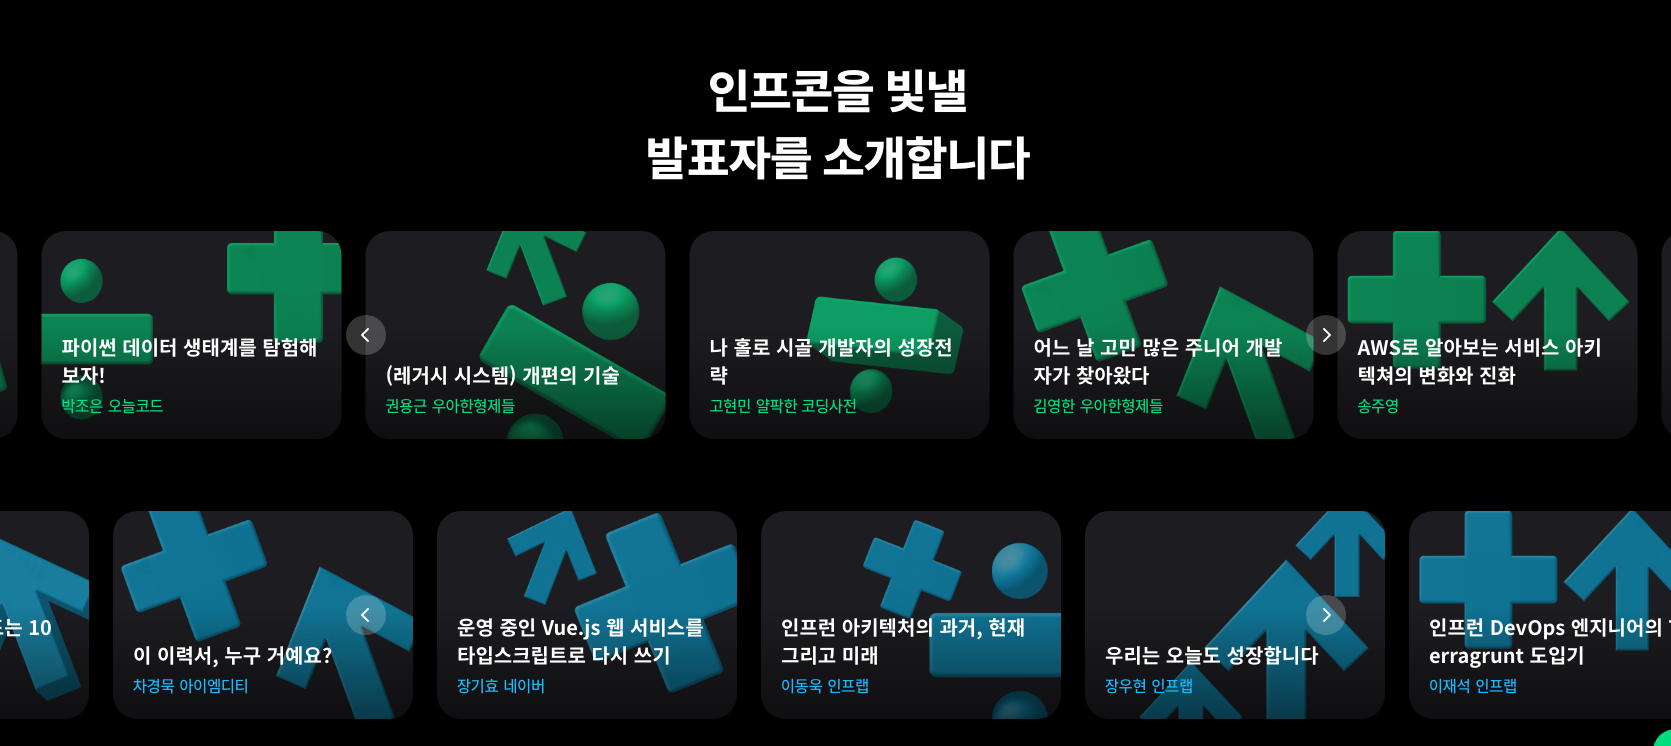 인프콘을 빛낼
발표자를 소개합니다
파이썬 데이터 생태계를 탐험해
보자!
박조은 오늘코드
(레거시 시스템) 개편의 기술
권용근 우아한형제들
나 홀로 시골 개발자의 성장전
략
고현민 얄팍한 코딩사전
어느 날 고민 많은 주니어 개발
자가 찾아왔다
김영한 우아한형제들
AWS로 알아보는 서비스 아키
텍쳐의 변화와 진화
송주영
는 10
이 이력서, 누구 거예요?
차경묵 아이엠디티
운영 중인 Vue.js 웹 서비스를
타입스크립트로 다시 쓰기
장기효 네이버
인프런 아키텍처의 과거, 현재
그리고 미래
이동욱 인프랩
우리는 오늘도 성장합니다
장우현 인프랩
인프런 DevOps 엔지니어의
erragrunt 도입기
이재석 인프랩